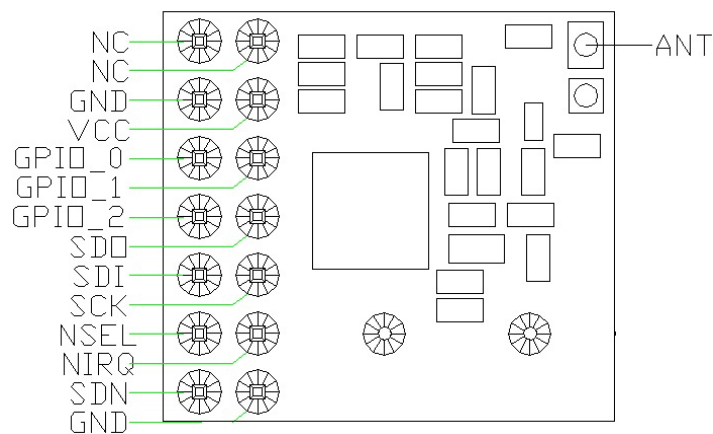 NC
ANT
NC
GND
VCC
GPIO_0
GPIO_1
GPIO_2
SDO
SDI
SCK
NSEL
NIRQ
SDN
GND